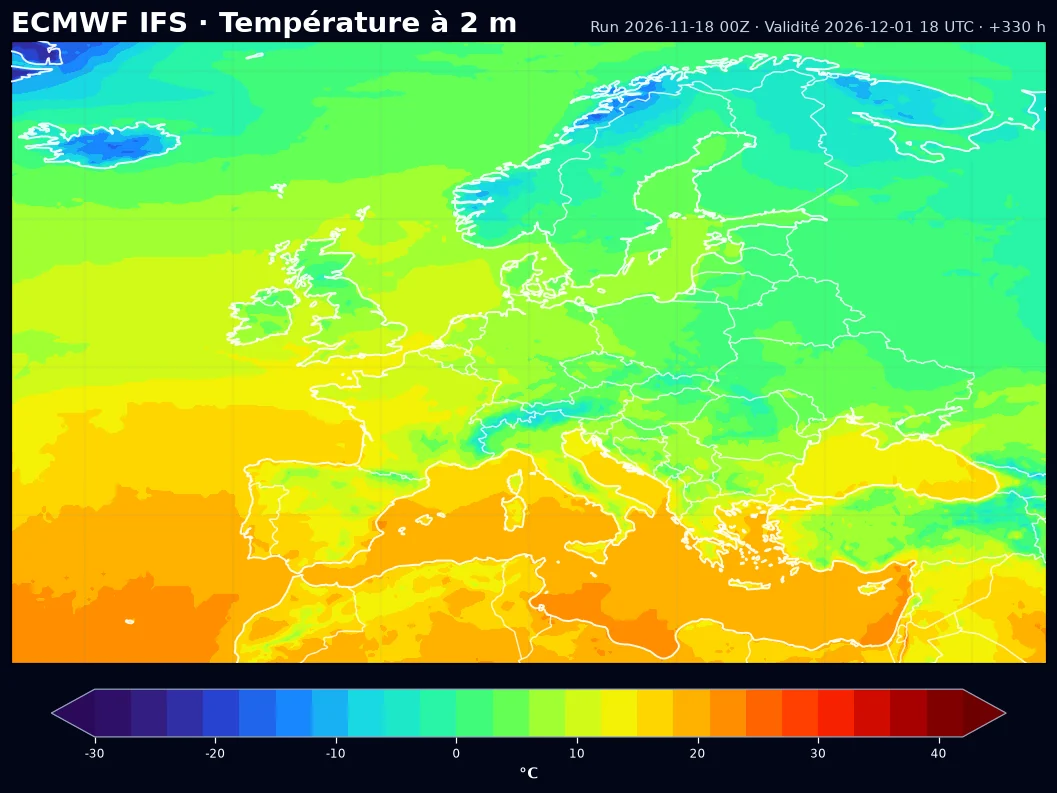 ECMWF IFS · Température à 2 m
Run 2026-11-18 00Z · Validité 2026-12-01 18 UTC · +330 h
-30 -20 -10 0 10 20 30 40
°C